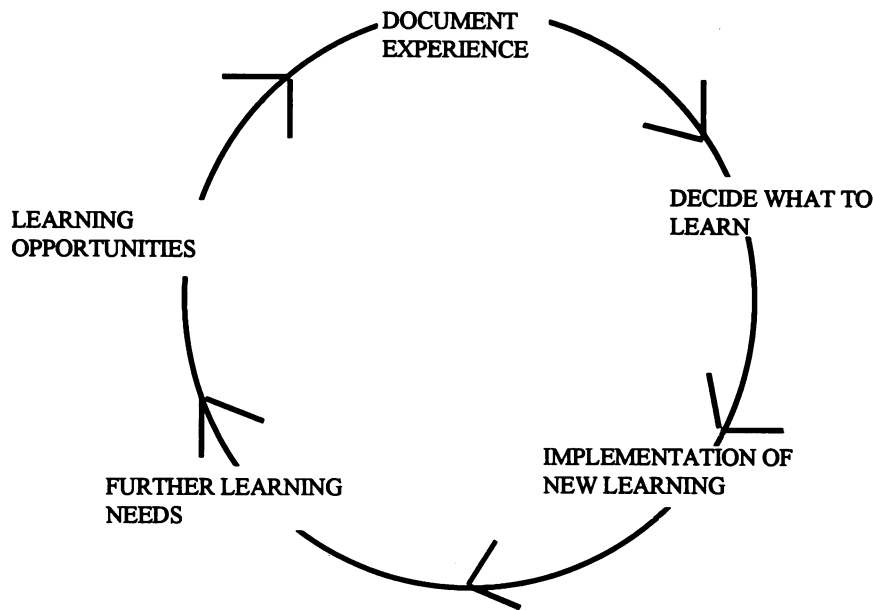 DOCUMENT
EXPERIENCE
DECIDE WHAT TO
LEARN
IMPLEMENTATION OF
NEW LEARNING
FURTHER LEARNING
NEEDS
LEARNING
OPPORTUNITIES